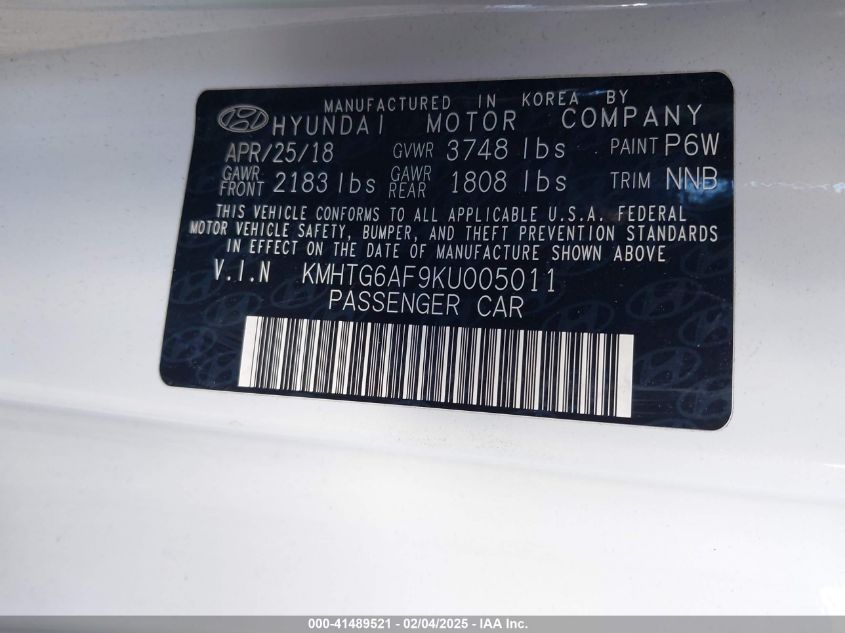 MANUFACTURED IN KOREA BY
HYUNDAI MOTOR COMPANY
APR/25/18 GVWR 3748 lbs PAINT P6W
GAWR FRONT 2183 lbs GAWR REAR 1808 lbs TRIM NNB
THIS VEHICLE CONFORMS TO ALL APPLICABLE U.S.A. FEDERAL
MOTOR VEHICLE SAFETY, BUMPER, AND THEFT PREVENTION STANDARDS
IN EFFECT ON THE DATE OF MANUFACTURE SHOWN ABOVE
V.I.N KMHTG6AF9KU005011
PASSENGER CAR
000-41489521 - 02/04/2025 - IAA Inc.